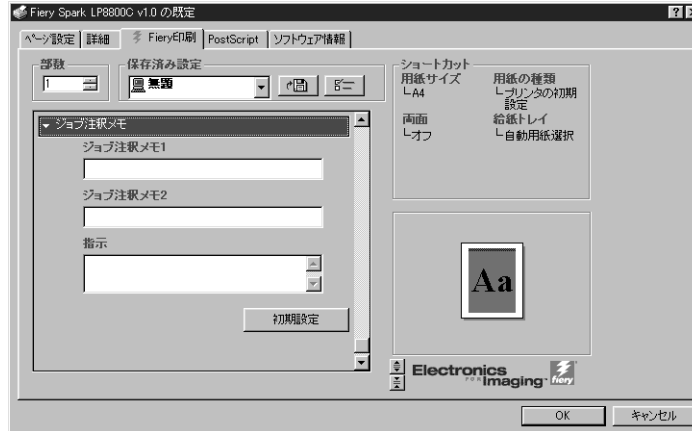 Fiery Spark LP8800C v1.0 の既定
ページ設定
詳細
Fiery印刷
PostScript
ソフトウェア情報
部数
1
保存済み設定
無題
ジョブ注釈メモ
ジョブ注釈メモ1
ジョブ注釈メモ2
指示
初期設定
ショートカット
用紙サイズ
A4
用紙の種類
プリンタの初期
設定
両面
オフ
給紙トレイ
自動用紙選択
Aa
Electronics
FOR Imaging
fiery
OK
キャンセル